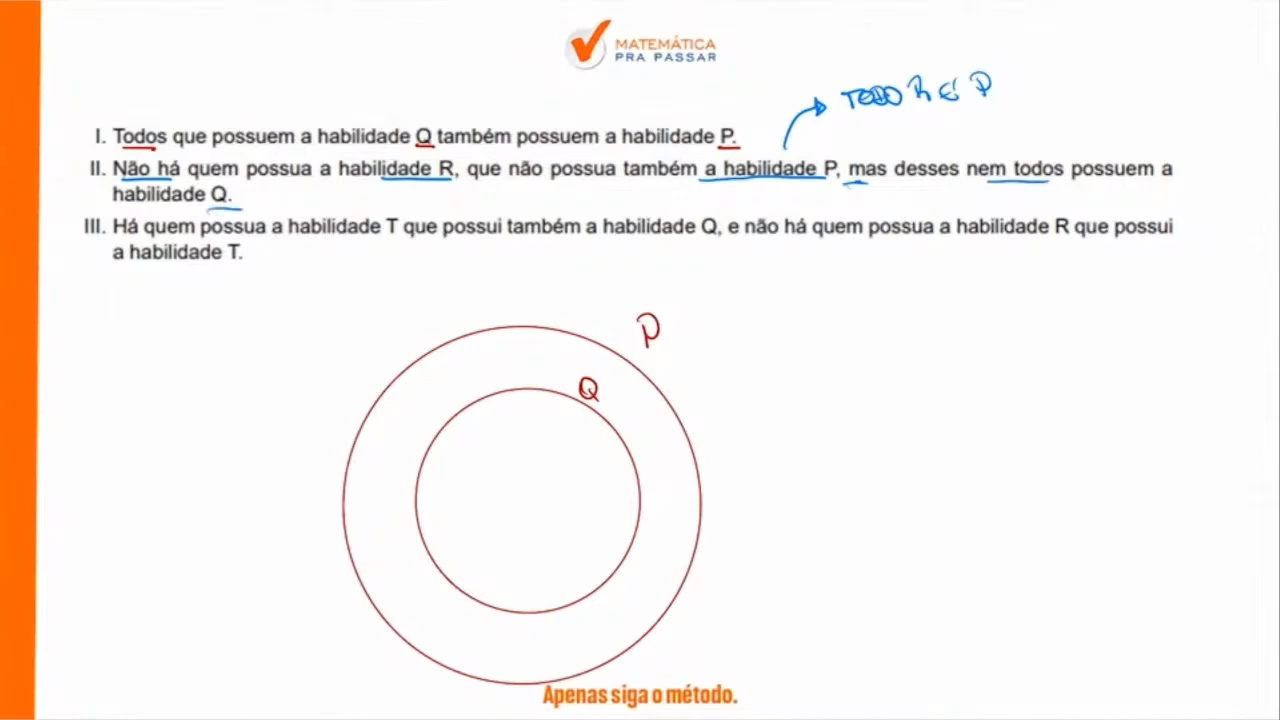 MATEMÁTICA
PRA PASSAR
TODO R É P
I. Todos que possuem a habilidade Q também possuem a habilidade P.
II. Não há quem possua a habilidade R, que não possua também a habilidade P, mas desses nem todos possuem a
habilidade Q.
III. Há quem possua a habilidade T que possui também a habilidade Q, e não há quem possua a habilidade R que possui
a habilidade T.
P
Q
Apenas siga o método.